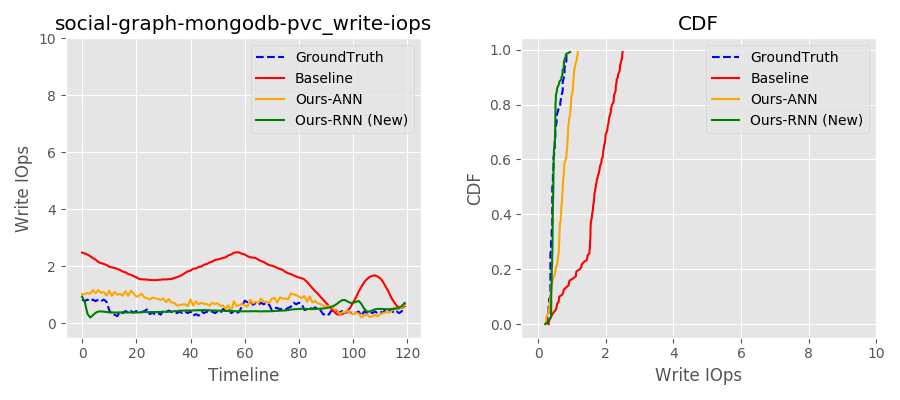 social-graph-mongodb-pvc_write-iops
10
8
6
4
2
0
Write IOps
0
20
40
60
80
100
120
Timeline
GroundTruth
Baseline
Ours-ANN
Ours-RNN (New)
CDF
1.0
0.8
0.6
0.4
0.2
0.0
CDF
0
2
4
6
8
10
Write IOps
GroundTruth
Baseline
Ours-ANN
Ours-RNN (New)